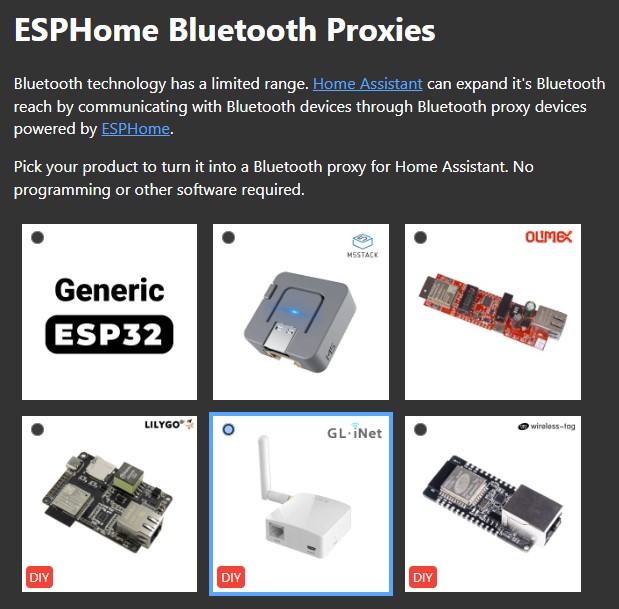 ESPHome Bluetooth Proxies
Bluetooth technology has a limited range. Home Assistant can expand it's Bluetooth
reach by communicating with Bluetooth devices through Bluetooth proxy devices
powered by ESPHome.
Pick your product to turn it into a Bluetooth proxy for Home Assistant. No
programming or other software required.
Generic
ESP32
M5STACK
M5
OLIMEX
LILYGO®
DIY
GL·iNet
DIY
wireless-tag
DIY